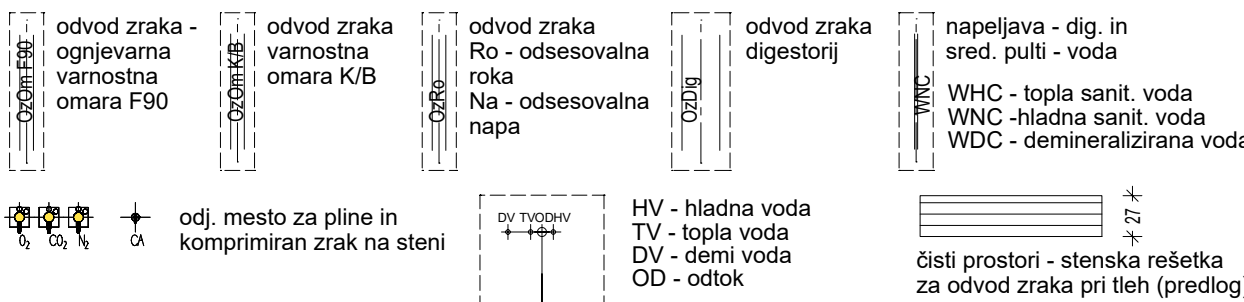 OzOm F90
odvod zraka -
ognjevarna
varnostna
omara F90
OzOm K/B
odvod zraka
varnostna
omara K/B
OzRo
odvod zraka
Ro - odsesovalna
roka
Na - odsesovalna
napa
OzDig
odvod zraka
digestorij
WNC
napeljava - dig. in
sred. pulti - voda
WHC - topla sanit. voda
WNC -hladna sanit. voda
WDC - demineralizirana voda
O₂ CO₂ N₂ CA
odj. mesto za pline in
komprimiran zrak na steni
DV TVODHV
HV - hladna voda
TV - topla voda
DV - demi voda
OD - odtok
27
čisti prostori - stenska rešetka
za odvod zraka pri tleh (predlog)